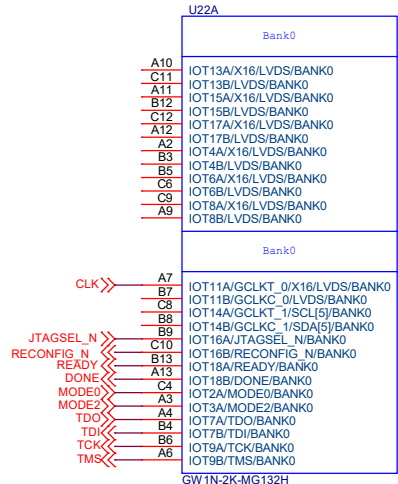 U22A
Bank0
A10 IOT13A/X16/LVDS/BANK0
C11 IOT13B/LVDS/BANK0
A11 IOT15A/X16/LVDS/BANK0
B12 IOT15B/LVDS/BANK0
C12 IOT17A/X16/LVDS/BANK0
A12 IOT17B/LVDS/BANK0
A2 IOT4A/X16/LVDS/BANK0
B3 IOT4B/LVDS/BANK0
B5 IOT6A/X16/LVDS/BANK0
C6 IOT6B/LVDS/BANK0
C9 IOT8A/X16/LVDS/BANK0
A9 IOT8B/LVDS/BANK0
Bank0
CLK A7 IOT11A/GCLKT_0/X16/LVDS/BANK0
B7 IOT11B/GCLKC_0/LVDS/BANK0
C8 IOT14A/GCLKT_1/SCL[5]/BANK0
B8 IOT14B/GCLKC_1/SDA[5]/BANK0
JTAGSEL_N B9 IOT16A/JTAGSEL_N/BANK0
RECONFIG_N C10 IOT16B/RECONFIG_N/BANK0
READY B13 IOT18A/READY/BANK0
DONE A13 IOT18B/DONE/BANK0
MODE0 C4 IOT2A/MODE0/BANK0
MODE2 A3 IOT3A/MODE2/BANK0
TDO A4 IOT7A/TDO/BANK0
TDI B4 IOT7B/TDI/BANK0
TCK B6 IOT9A/TCK/BANK0
TMS A6 IOT9B/TMS/BANK0
GW1N-2K-MG132H